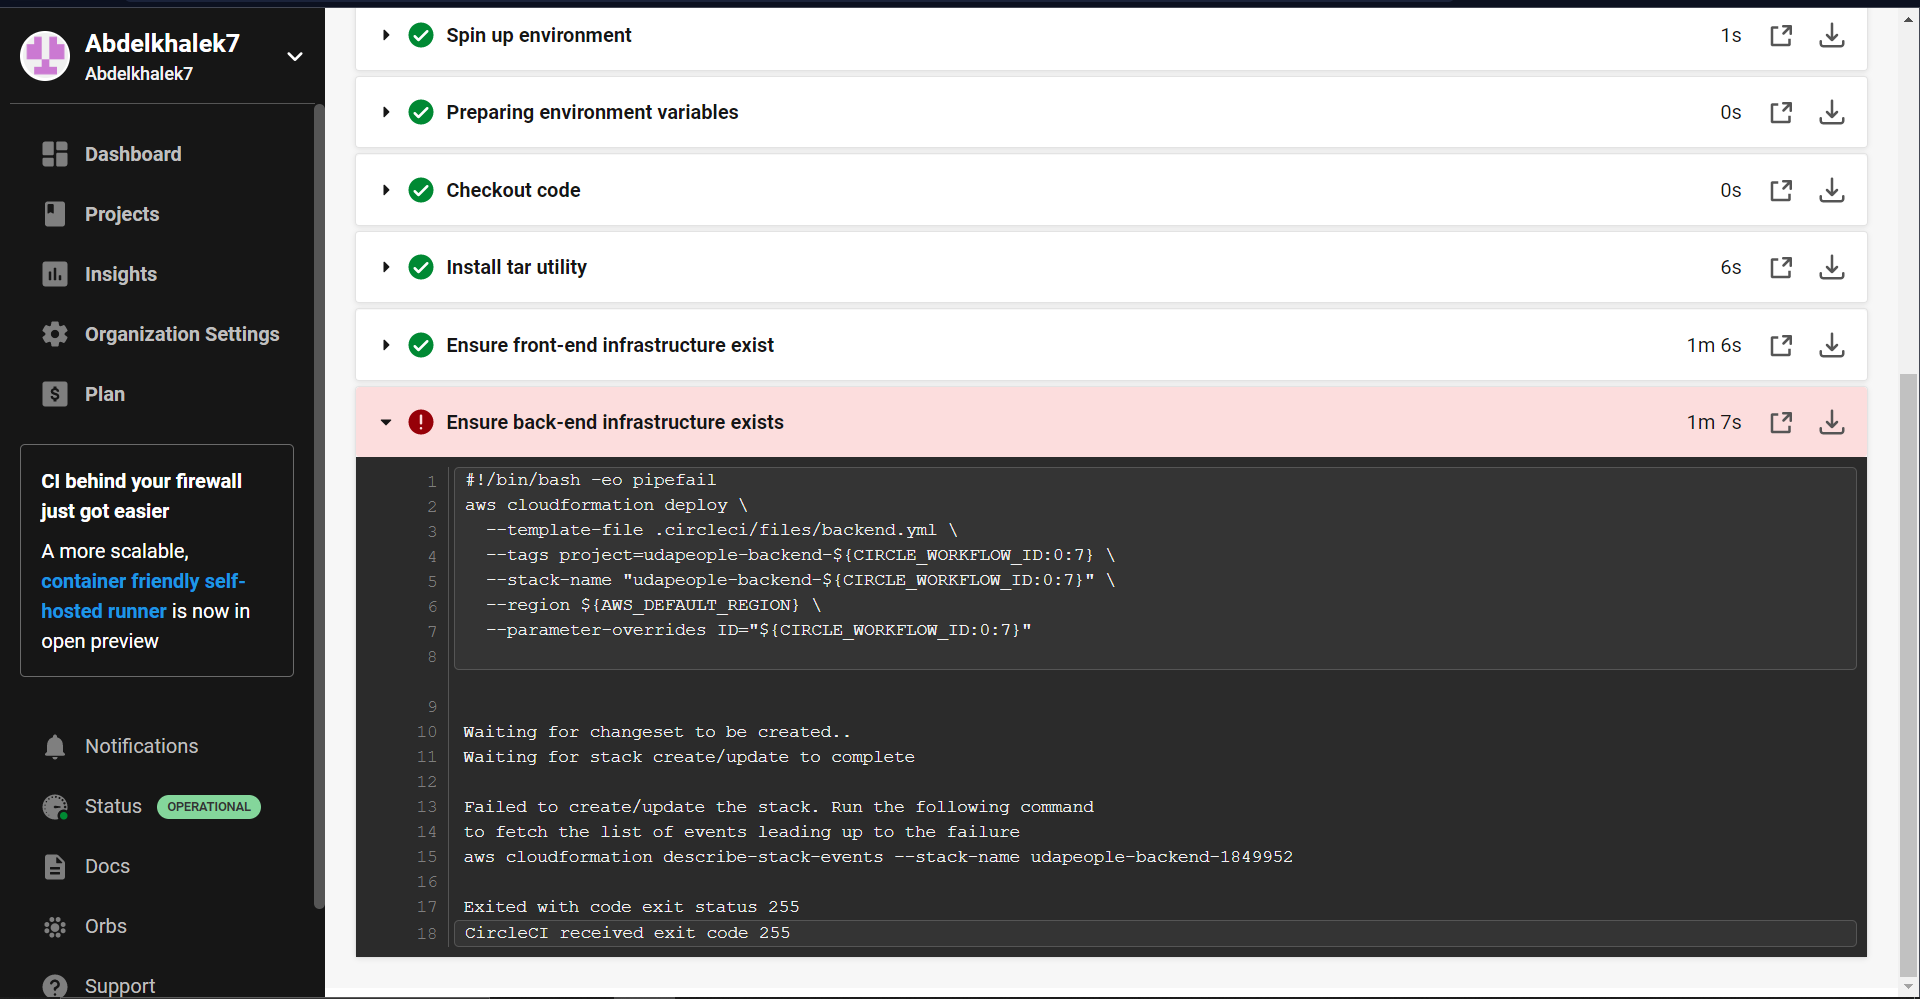 Abdelkhalek7
Abdelkhalek7
Dashboard
Projects
Insights
Organization Settings
Plan
CI behind your firewall
just got easier
A more scalable,
container friendly self-
hosted runner is now in
open preview
Notifications
Status OPERATIONAL
Docs
Orbs
Support
Spin up environment 1s
Preparing environment variables 0s
Checkout code 0s
Install tar utility 6s
Ensure front-end infrastructure exist 1m 6s
Ensure back-end infrastructure exists 1m 7s
1 #!/bin/bash -eo pipefail
2 aws cloudformation deploy \
3 --template-file .circleci/files/backend.yml \
4 --tags project=udapeople-backend-${CIRCLE_WORKFLOW_ID:0:7} \
5 --stack-name "udapeople-backend-${CIRCLE_WORKFLOW_ID:0:7}" \
6 --region ${AWS_DEFAULT_REGION} \
7 --parameter-overrides ID="${CIRCLE_WORKFLOW_ID:0:7}"
8
9
10 Waiting for changeset to be created..
11 Waiting for stack create/update to complete
12
13 Failed to create/update the stack. Run the following command
14 to fetch the list of events leading up to the failure
15 aws cloudformation describe-stack-events --stack-name udapeople-backend-1849952
16
17 Exited with code exit status 255
18 CircleCI received exit code 255